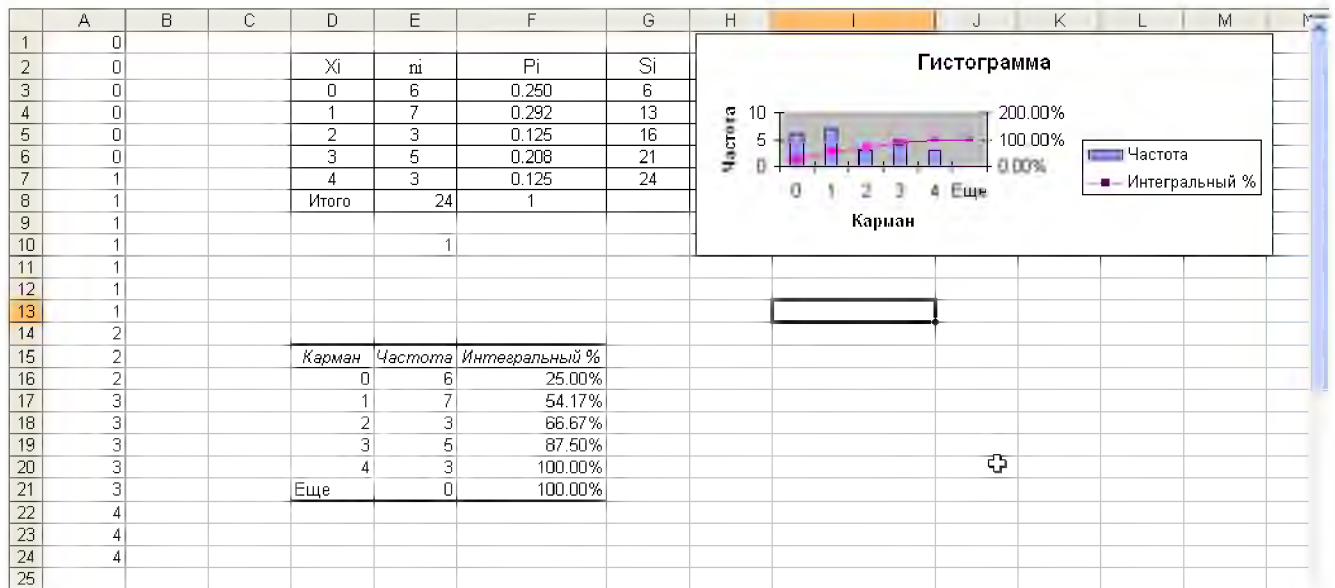 A B C D E F G H I J K L M
1 0
2 0 Xi ni Pi Si
3 0 0 6 0.250 6
4 0 1 7 0.292 13
5 0 2 3 0.125 16
6 0 3 5 0.208 21
7 1 4 3 0.125 24
8 1 Итого 24 1
9 1
10 1 1
11 1
12 1
13 1
14 2
15 2 Карман Частота Интегральный %
16 2 0 6 25.00%
17 3 1 7 54.17%
18 3 2 3 66.67%
19 3 3 5 87.50%
20 3 4 3 100.00%
21 3 Еще 0 100.00%
22 4
23 4
24 4
25
Гистограмма
Частота
10
5
0
200.00%
100.00%
0.00%
0 1 2 3 4 Еще
Карман
Частота
Интегральный %